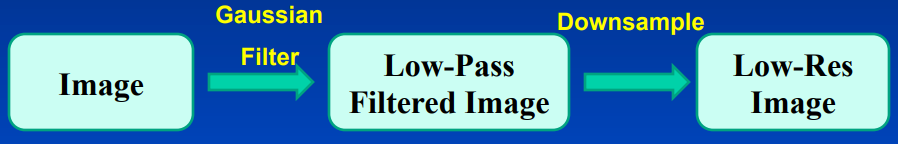 Gaussian
Filter
Downsample
Image
Low-Pass
Filtered Image
Low-Res
Image